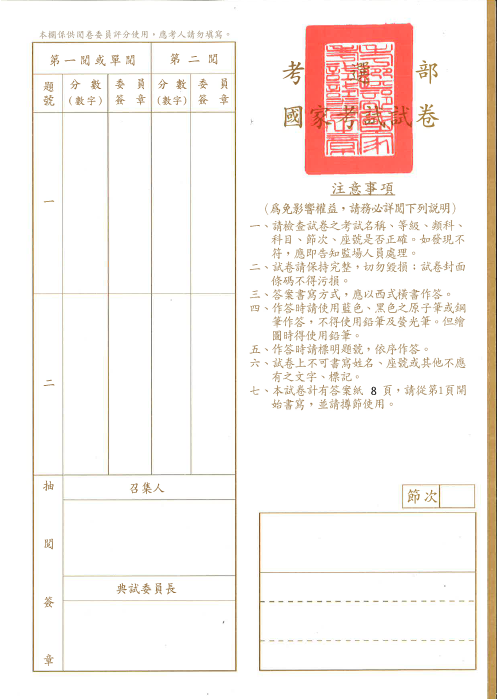 本欄係供閱卷委員評分使用，應考人請勿填寫。
第一閱或單閱
第二閱
題號
分數(數字)
委員簽章
分數(數字)
委員簽章
一
二
抽閱簽章
召集人
典試委員長
考選部
國家考試試卷
注意事項
(為免影響權益，請務必詳閱下列說明)
一、請檢查試卷之考試名稱、等級、類科、
科目、節次、座號是否正確。如發現不
符，應即告知監場人員處理。
二、試卷請保持完整，切勿毀損；試卷封面
條碼不得污損。
三、答案書寫方式，應以西式橫書作答。
四、作答時請使用藍色、黑色之原子筆或鋼
筆作答，不得使用鉛筆及螢光筆。但繪
圖時得使用鉛筆。
五、作答時請標明題號，依序作答。
六、試卷上不可書寫姓名、座號或其他不應
有之文字、標記。
七、本試卷計有答案紙 8 頁，請從第1頁開
始書寫，並請撙節使用。
節次